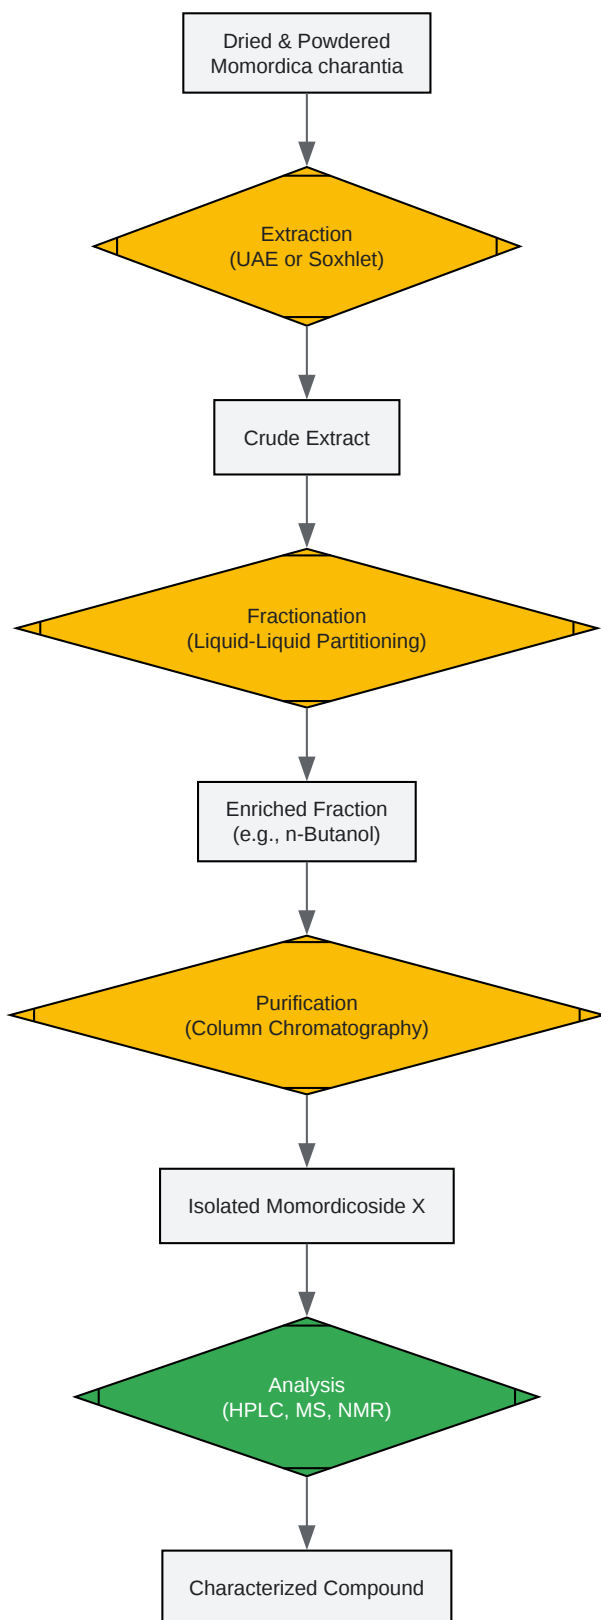 Dried & Powdered
Momordica charantia
Extraction
(UAE or Soxhlet)
Crude Extract
Fractionation
(Liquid-Liquid Partitioning)
Enriched Fraction
(e.g., n-Butanol)
Purification
(Column Chromatography)
Isolated Momordicoside X
Analysis
(HPLC, MS, NMR)
Characterized Compound